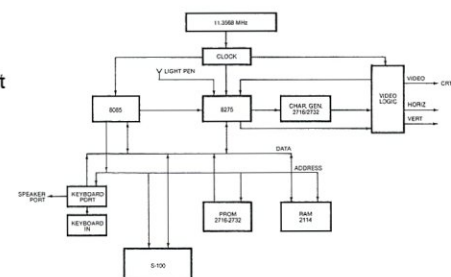 11.3568 MHz
CLOCK
t
LIGHT PEN
8085
8275
CHAR. GEN.
2716/2732
VIDEO
LOGIC
VIDEO
CRT
HORIZ
VERT
DATA
ADDRESS
SPEAKER
PORT
KEYBOARD
PORT
KEYBOARD
IN
PROM
2716-2732
RAM
2114
S-100